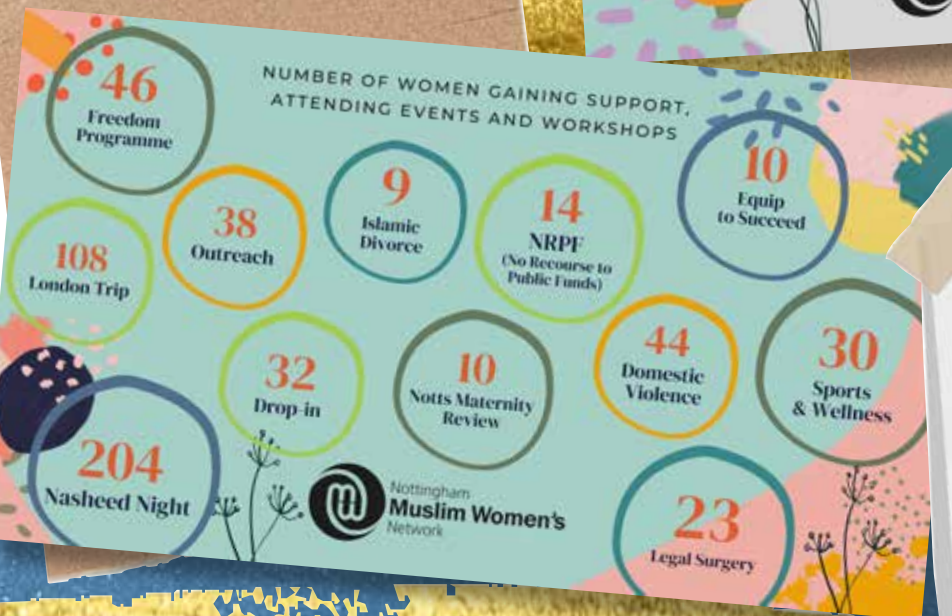 NUMBER OF WOMEN GAINING SUPPORT,
ATTENDING EVENTS AND WORKSHOPS
46
Freedom
Programme
38
Outreach
9
Islamic
Divorce
14
NRPF
(No Recourse to
Public Funds)
10
Equip
to Succeed
108
London Trip
32
Drop-in
10
Notts Maternity
Review
44
Domestic
Violence
30
Sports
& Wellness
204
Nasheed Night
Nottingham
Muslim Women's
Network
23
Legal Surgery